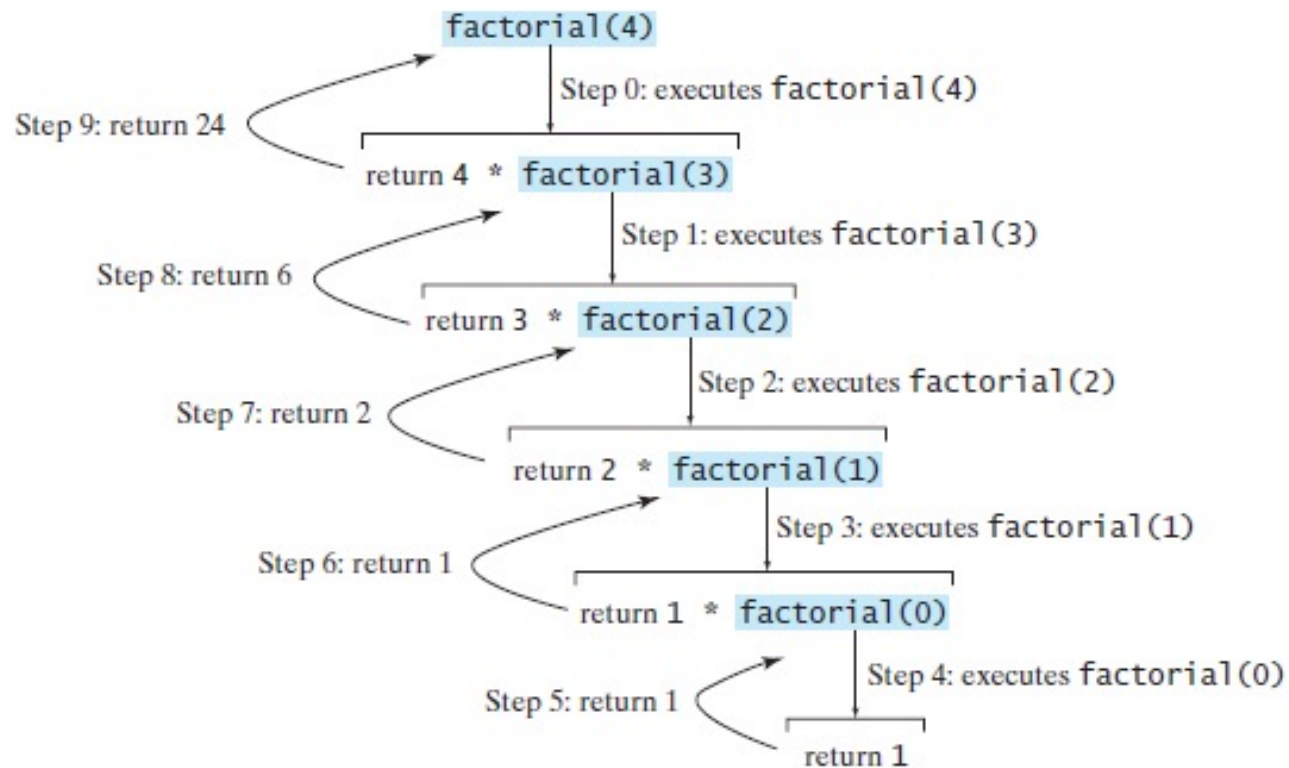 factorial(4)
Step 0: executes factorial(4)
Step 9: return 24
return 4 * factorial(3)
Step 1: executes factorial(3)
Step 8: return 6
return 3 * factorial(2)
Step 2: executes factorial(2)
Step 7: return 2
return 2 * factorial(1)
Step 3: executes factorial(1)
Step 6: return 1
return 1 * factorial(0)
Step 4: executes factorial(0)
Step 5: return 1
return 1